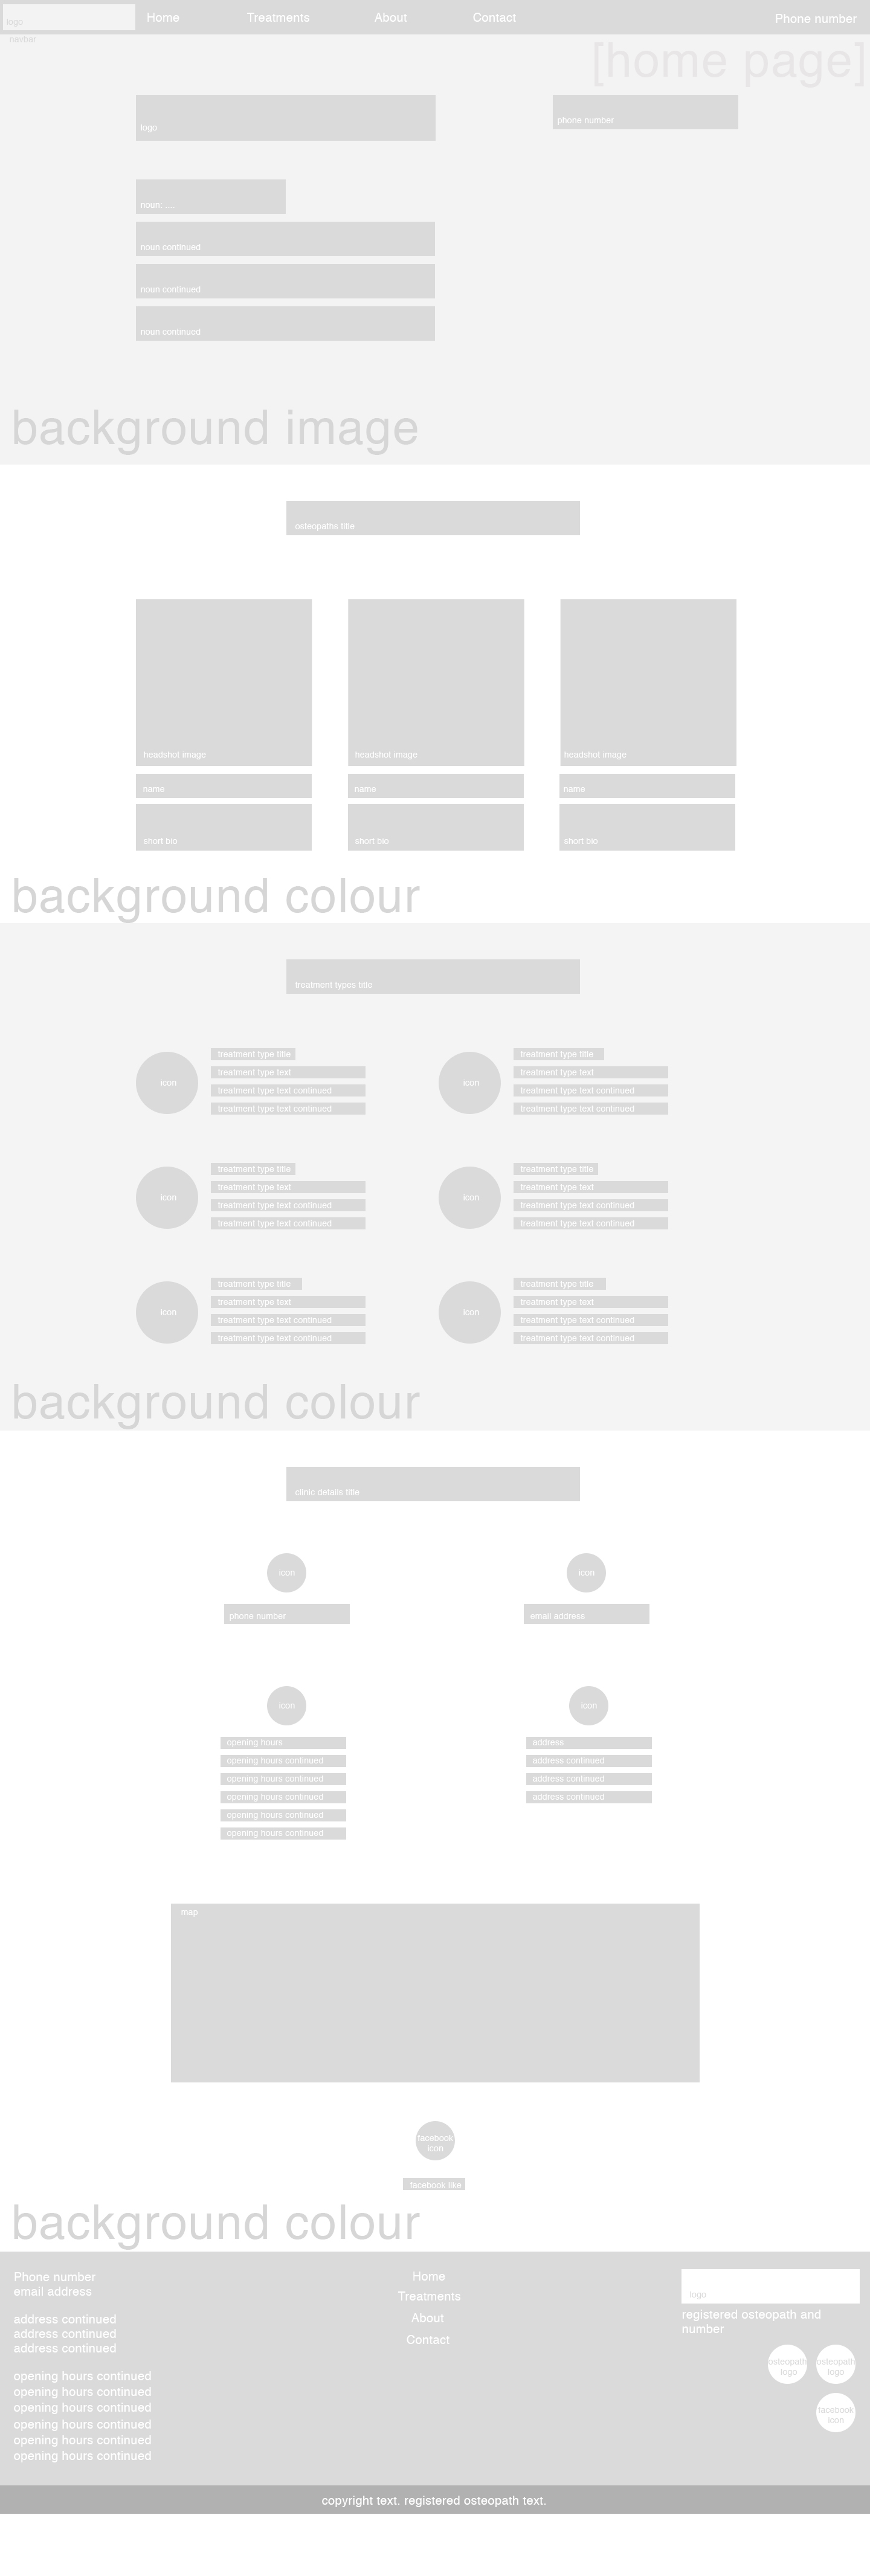 logo
Home
Treatments
About
Contact
Phone number
navbar
[home page]
logo
phone number
noun: ...
noun continued
noun continued
noun continued
background image
osteopaths title
headshot image
headshot image
headshot image
name
name
name
short bio
short bio
short bio
background colour
treatment types title
icon
treatment type title
treatment type text
treatment type text continued
treatment type text continued
icon
treatment type title
treatment type text
treatment type text continued
treatment type text continued
icon
treatment type title
treatment type text
treatment type text continued
treatment type text continued
icon
treatment type title
treatment type text
treatment type text continued
treatment type text continued
icon
treatment type title
treatment type text
treatment type text continued
treatment type text continued
icon
treatment type title
treatment type text
treatment type text continued
treatment type text continued
background colour
clinic details title
icon
phone number
icon
email address
icon
opening hours
opening hours continued
opening hours continued
opening hours continued
opening hours continued
opening hours continued
icon
address
address continued
address continued
address continued
map
facebook
icon
facebook like
background colour
Phone number
email address
address continued
address continued
address continued
opening hours continued
opening hours continued
opening hours continued
opening hours continued
opening hours continued
opening hours continued
Home
Treatments
About
Contact
logo
registered osteopath and
number
osteopath
logo
osteopath
logo
facebook
icon
copyright text. registered osteopath text.